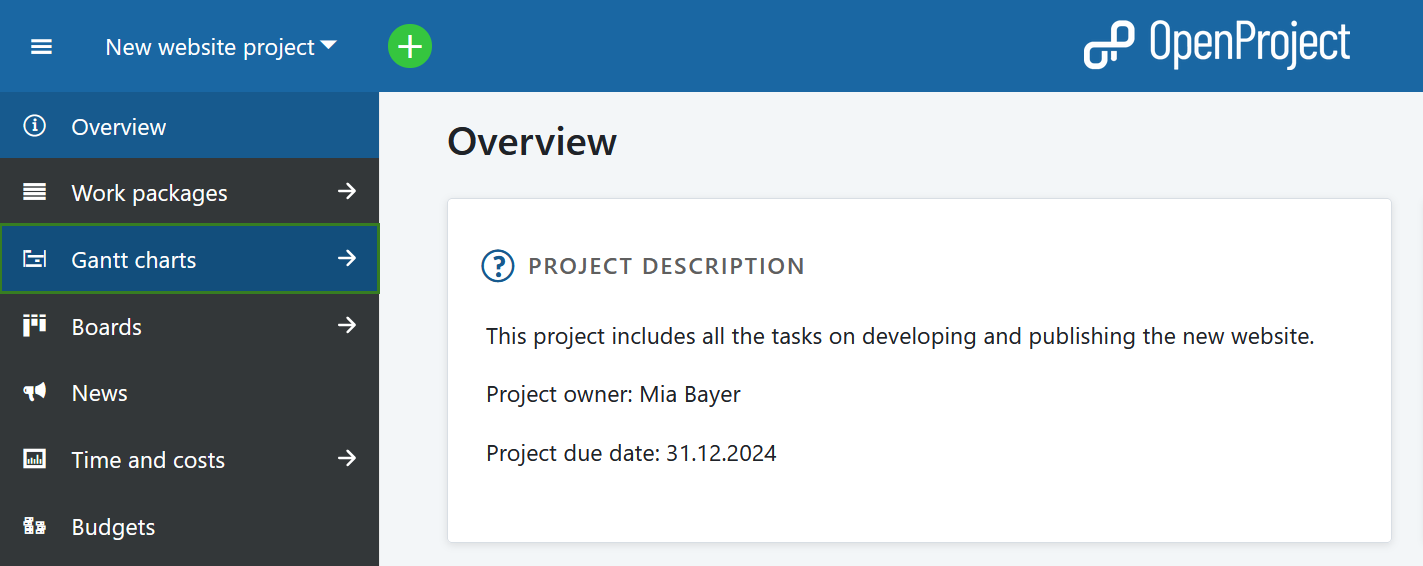 New website project
OpenProject
Overview
Work packages
Gantt charts
Boards
News
Time and costs
Budgets
Overview
PROJECT DESCRIPTION
This project includes all the tasks on developing and publishing the new website.
Project owner: Mia Bayer
Project due date: 31.12.2024